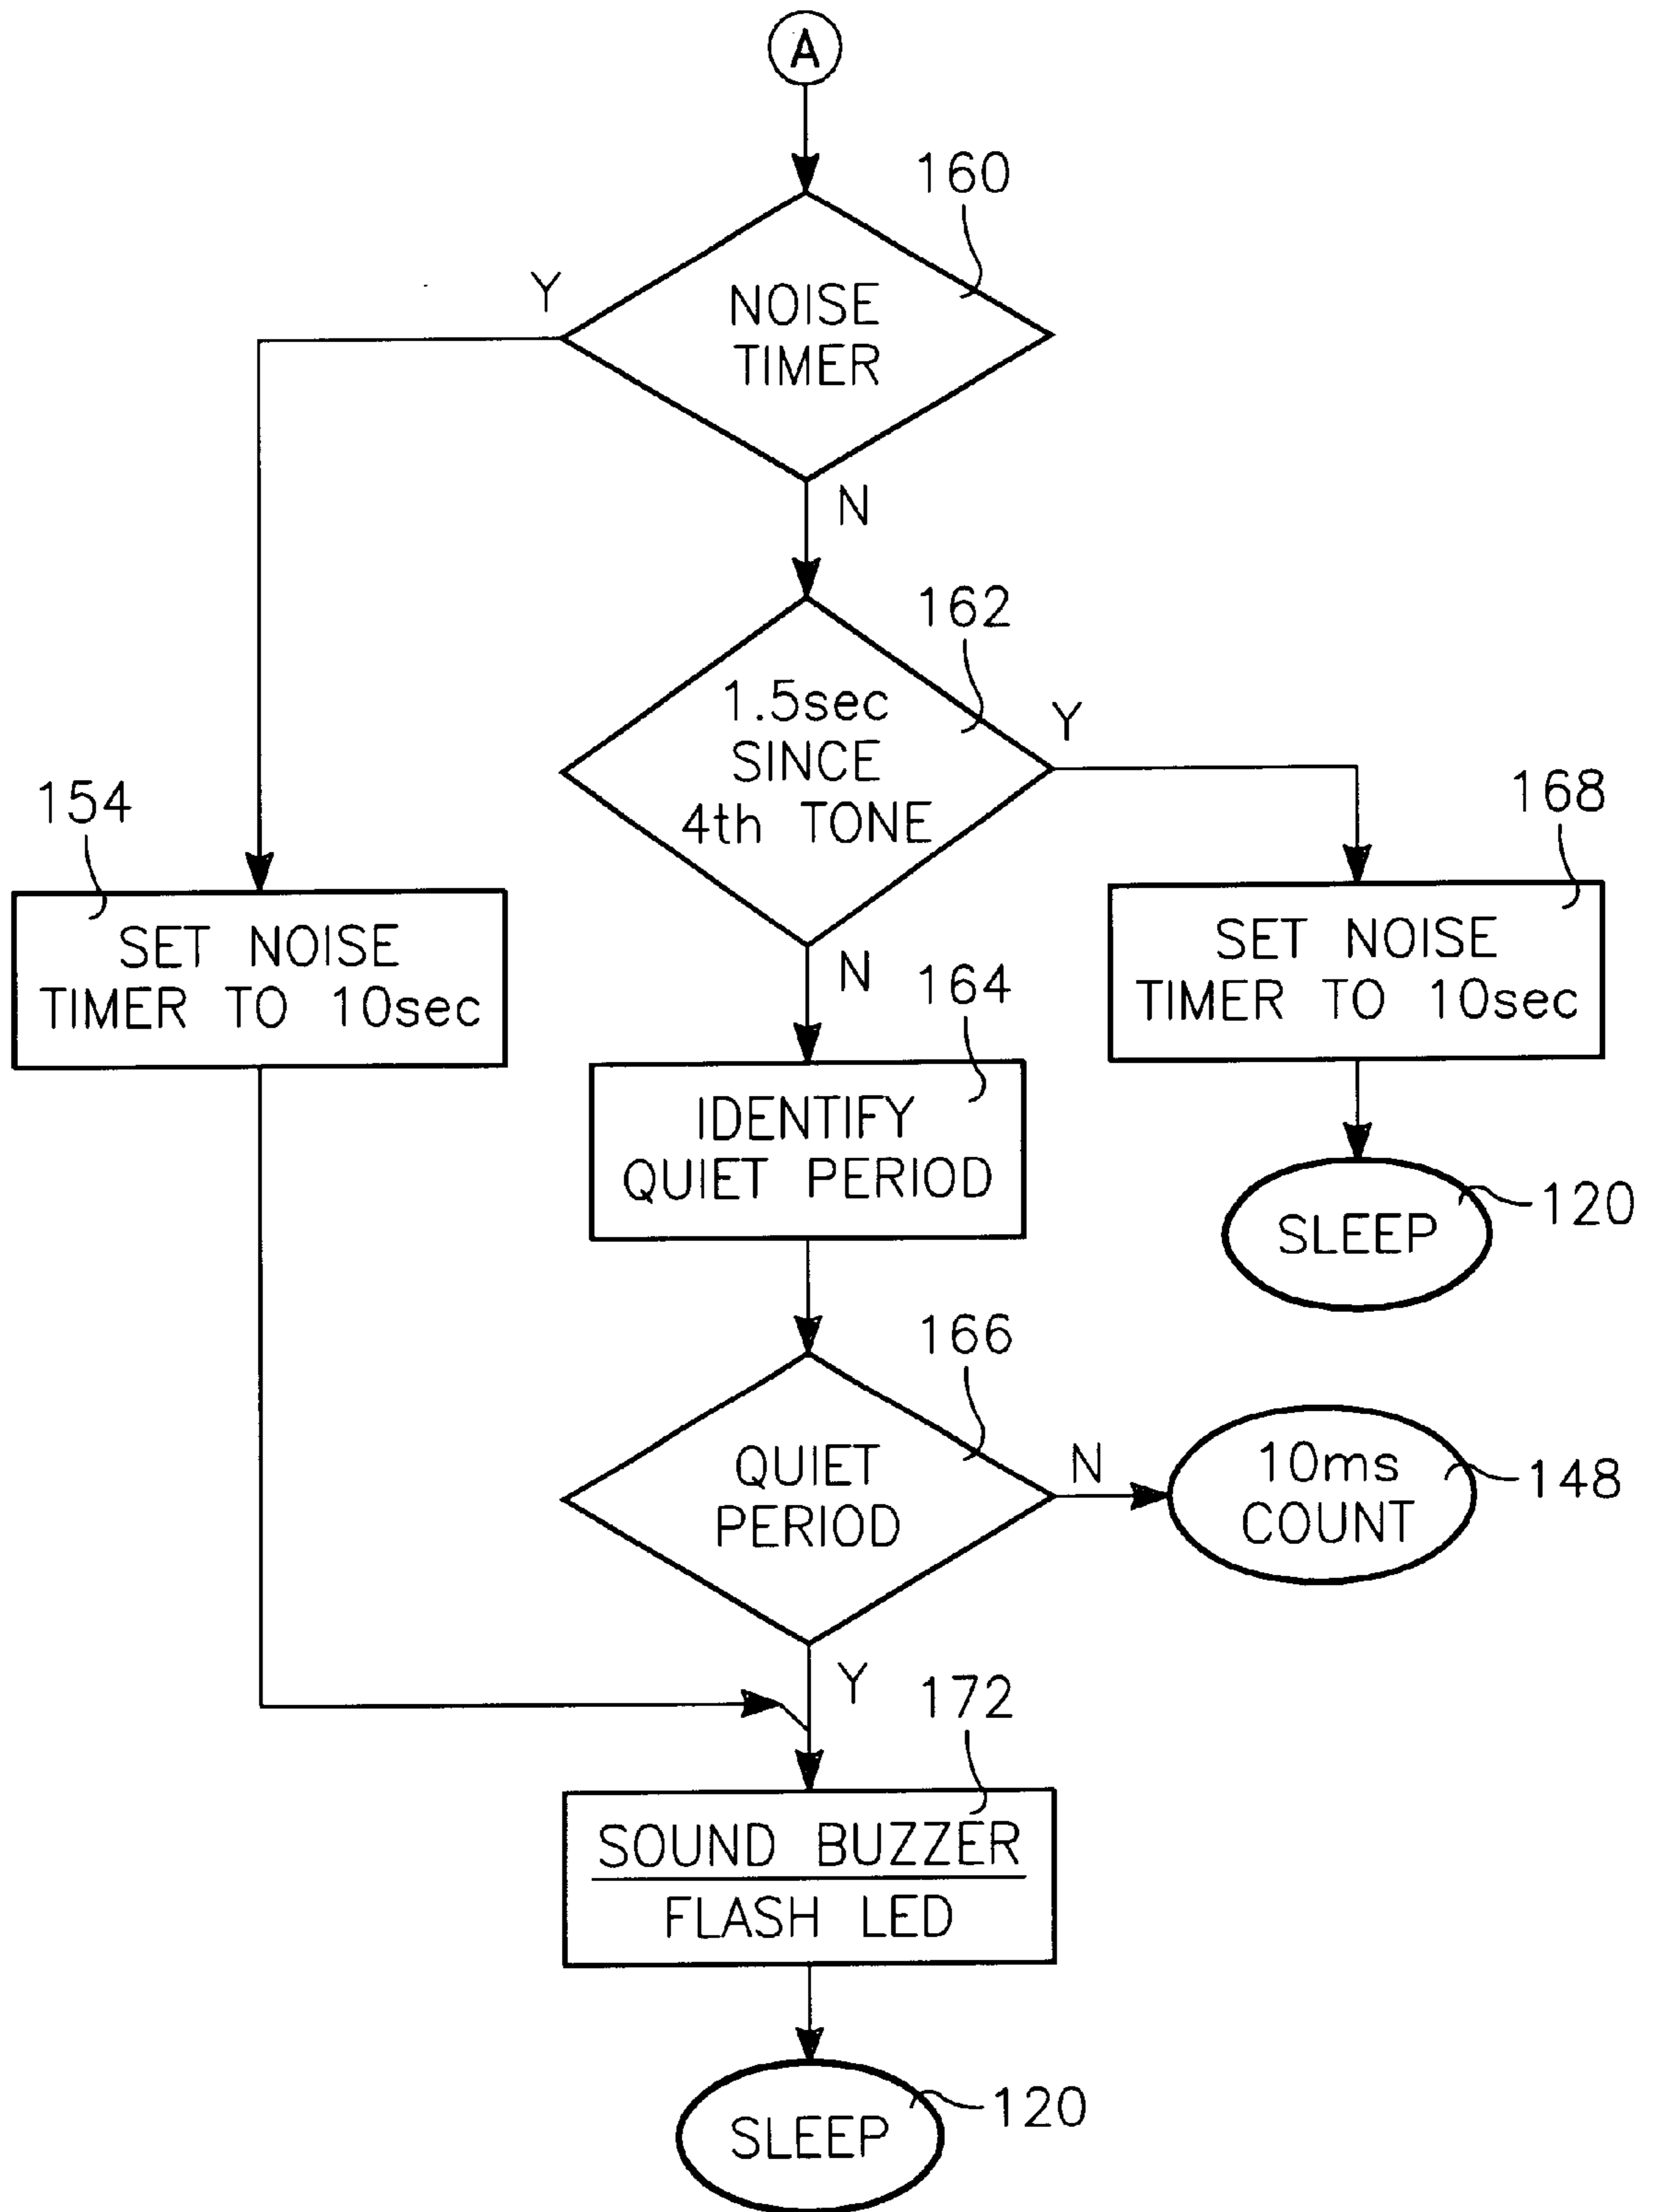 A
160
Y
NOISE
TIMER
N
162
1.5sec
SINCE
4th TONE
Y
154
168
SET NOISE
TIMER TO 10sec
N
164
SET NOISE
TIMER TO 10sec
IDENTIFY
QUIET PERIOD
120
SLEEP
166
QUIET
PERIOD
N
10ms
COUNT
148
Y
172
SOUND BUZZER
FLASH LED
120
SLEEP